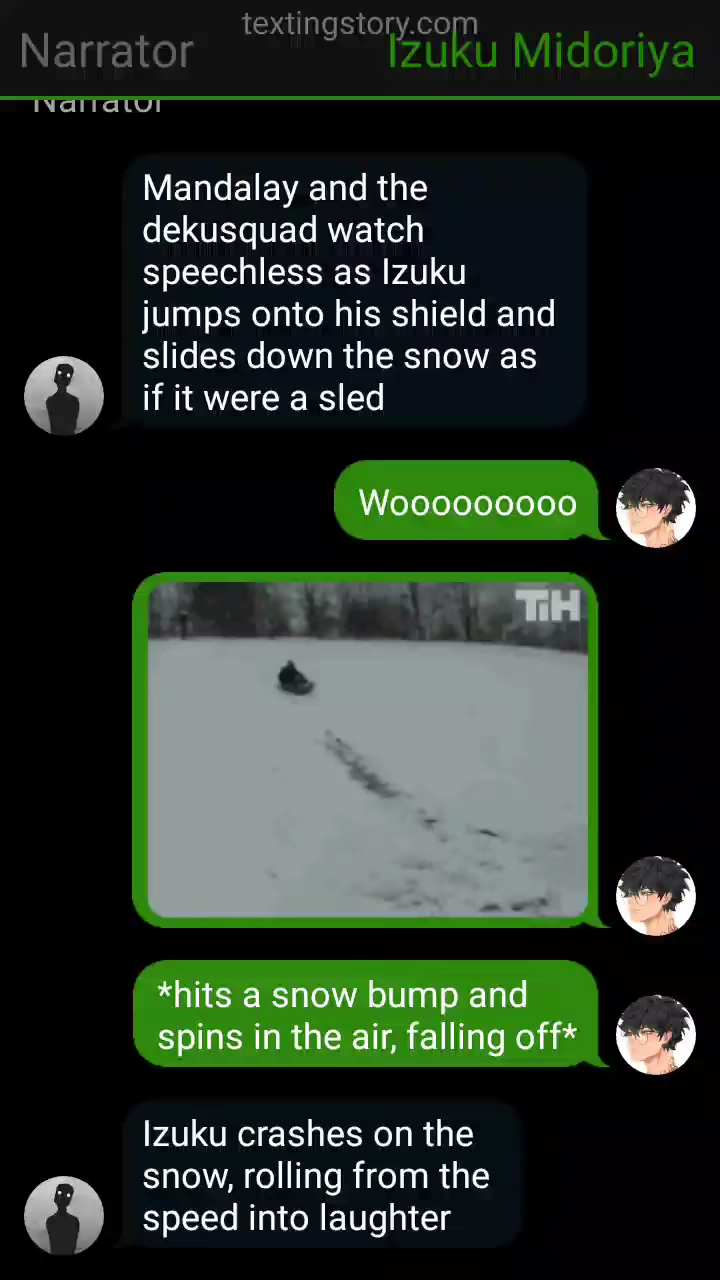 textingstory.com
Narrator
Izuku Midoriya
Narrator
Mandalay and the
dekusquad watch
speechless as Izuku
jumps onto his shield and
slides down the snow as
if it were a sled
Wooooooooo
TiH
*hits a snow bump and
spins in the air, falling off*
Izuku crashes on the
snow, rolling from the
speed into laughter